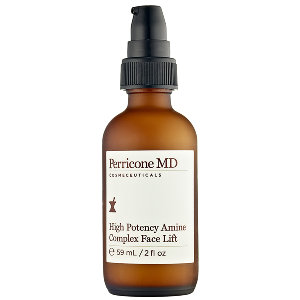 Perricone MD
COSMECEUTICALS
High Potency Amine
Complex Face Lift
℮ 59 mL / 2 fl oz